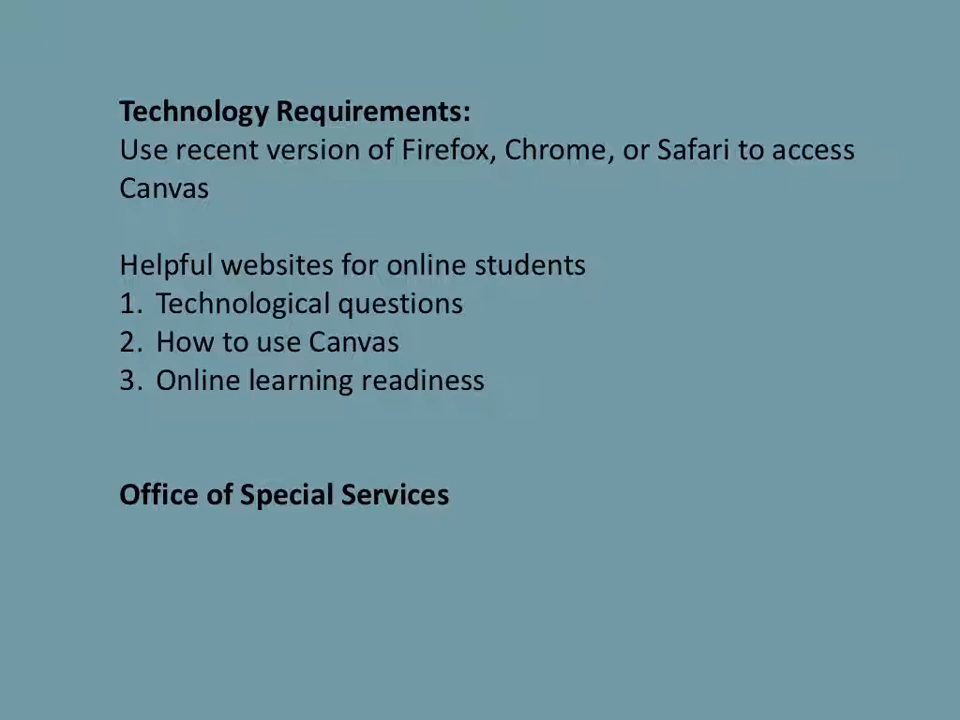 Technology Requirements:
Use recent version of Firefox, Chrome, or Safari to access
Canvas
Helpful websites for online students
1. Technological questions
2. How to use Canvas
3. Online learning readiness
Office of Special Services